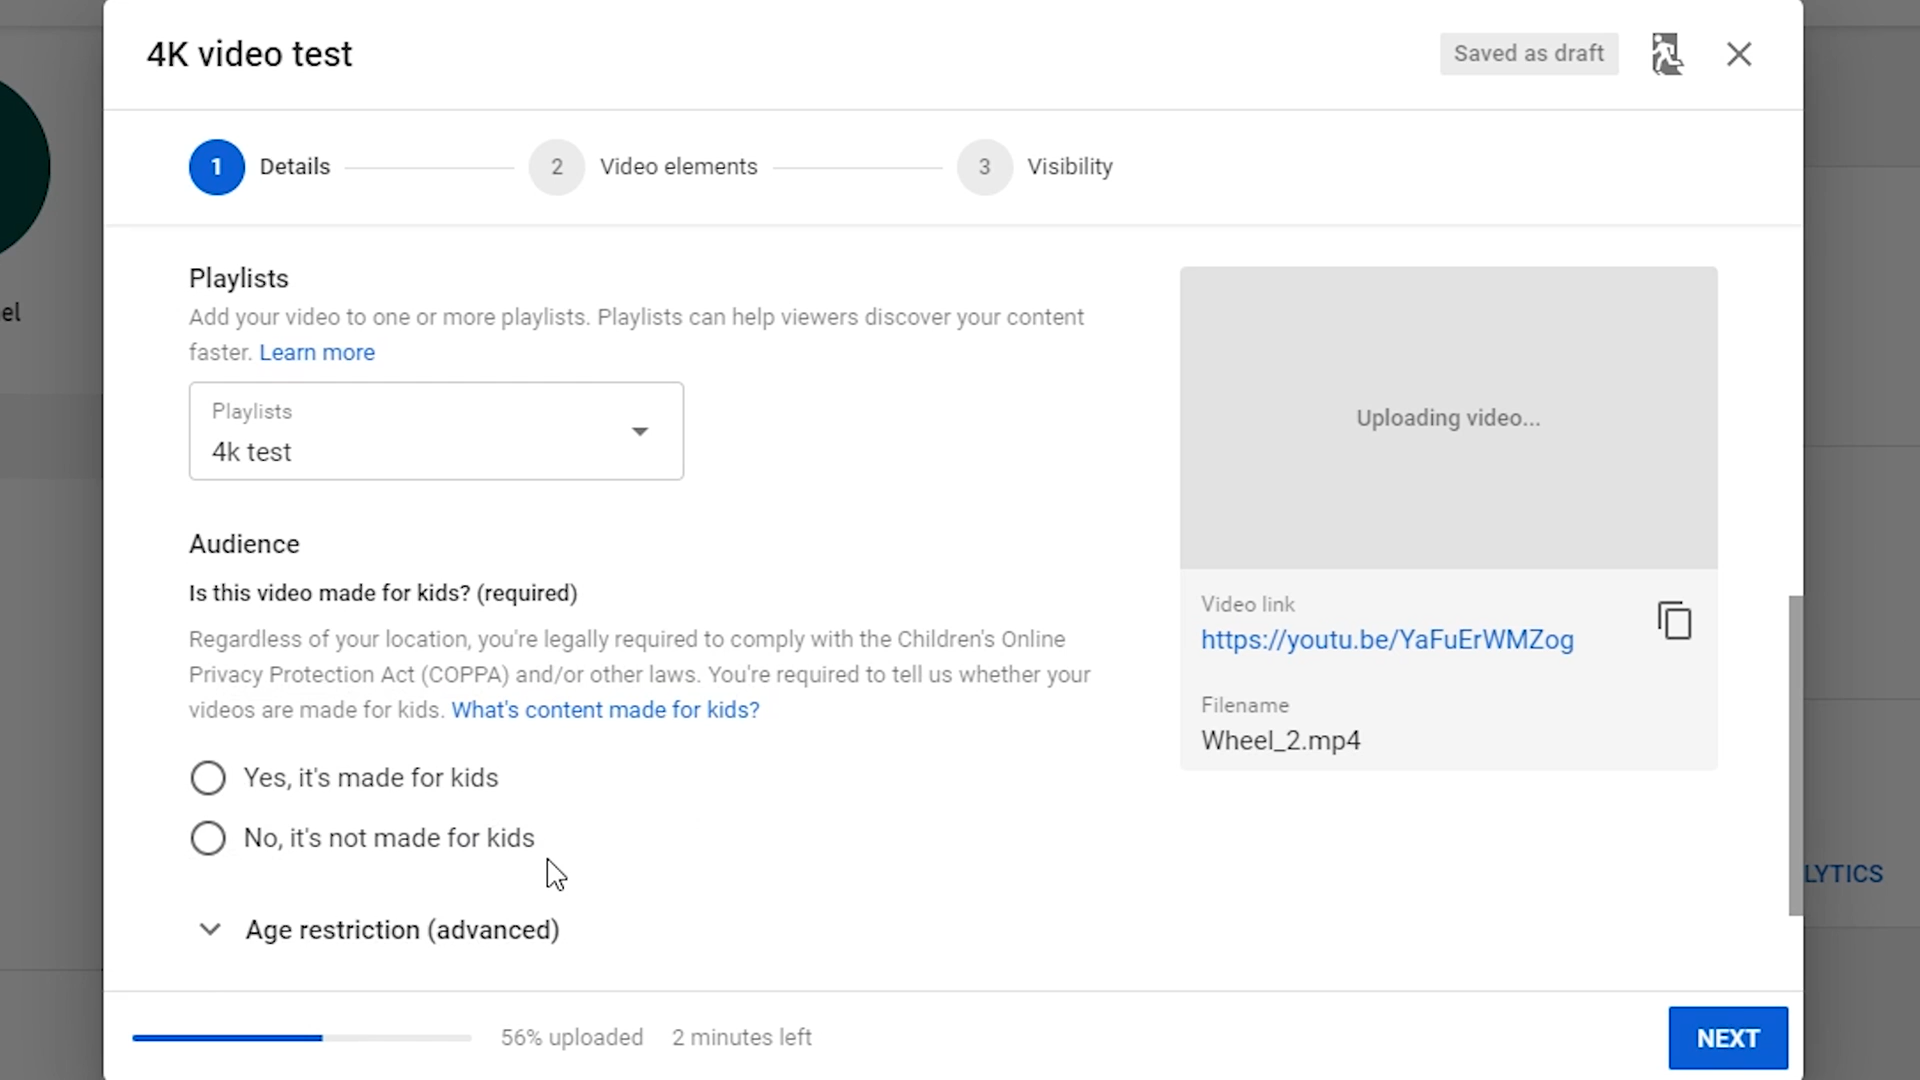 4K video test
Saved as draft
1 Details
2 Video elements
3 Visibility
Playlists
Add your video to one or more playlists. Playlists can help viewers discover your content
faster. Learn more
Playlists
4k test
Audience
Is this video made for kids? (required)
Regardless of your location, you're legally required to comply with the Children's Online
Privacy Protection Act (COPPA) and/or other laws. You're required to tell us whether your
videos are made for kids. What's content made for kids?
Yes, it's made for kids
No, it's not made for kids
Age restriction (advanced)
Uploading video...
Video link
https://youtu.be/YaFuErWMZog
Filename
Wheel_2.mp4
56% uploaded
2 minutes left
NEXT
el
LYTICS